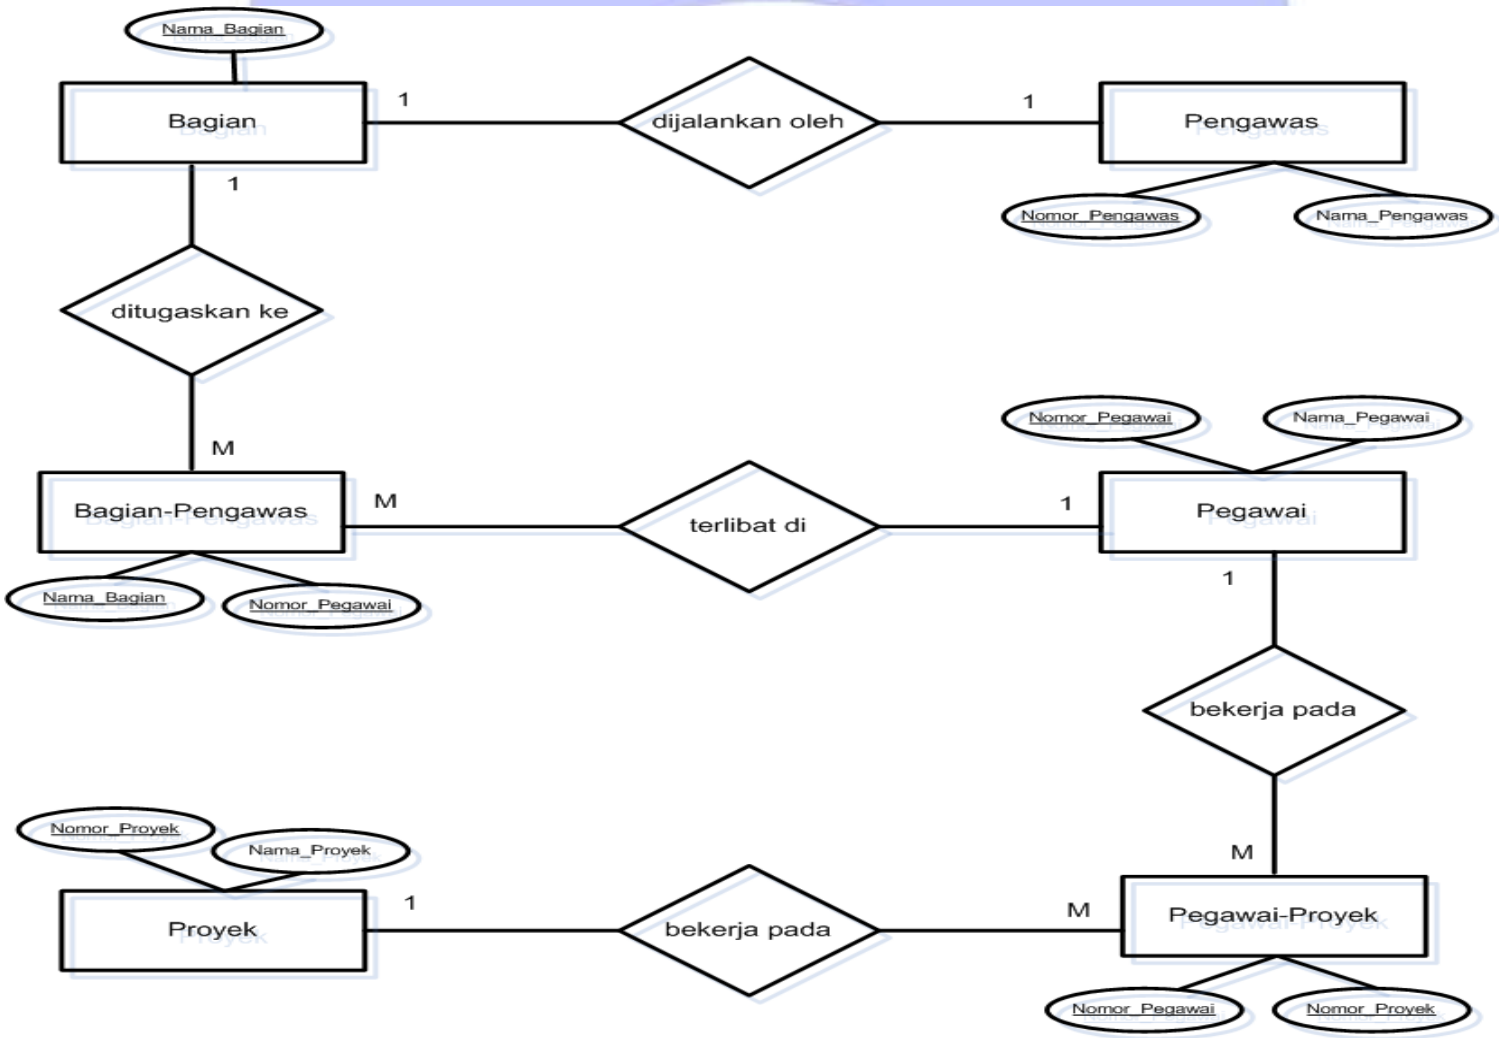 Nama_Bagian
Bagian
1
dijalankan oleh
1
Pengawas
Nomor_Pengawas
Nama_Pengawas
1
ditugaskan ke
M
Bagian-Pengawas
M
terlibat di
1
Pegawai
Nomor_Pegawai
Nama_Pegawai
Nama_Bagian
Nomor_Pegawai
1
bekerja pada
M
Nomor_Proyek
Nama_Proyek
Proyek
1
bekerja pada
M
Pegawai-Proyek
Nomor_Pegawai
Nomor_Proyek